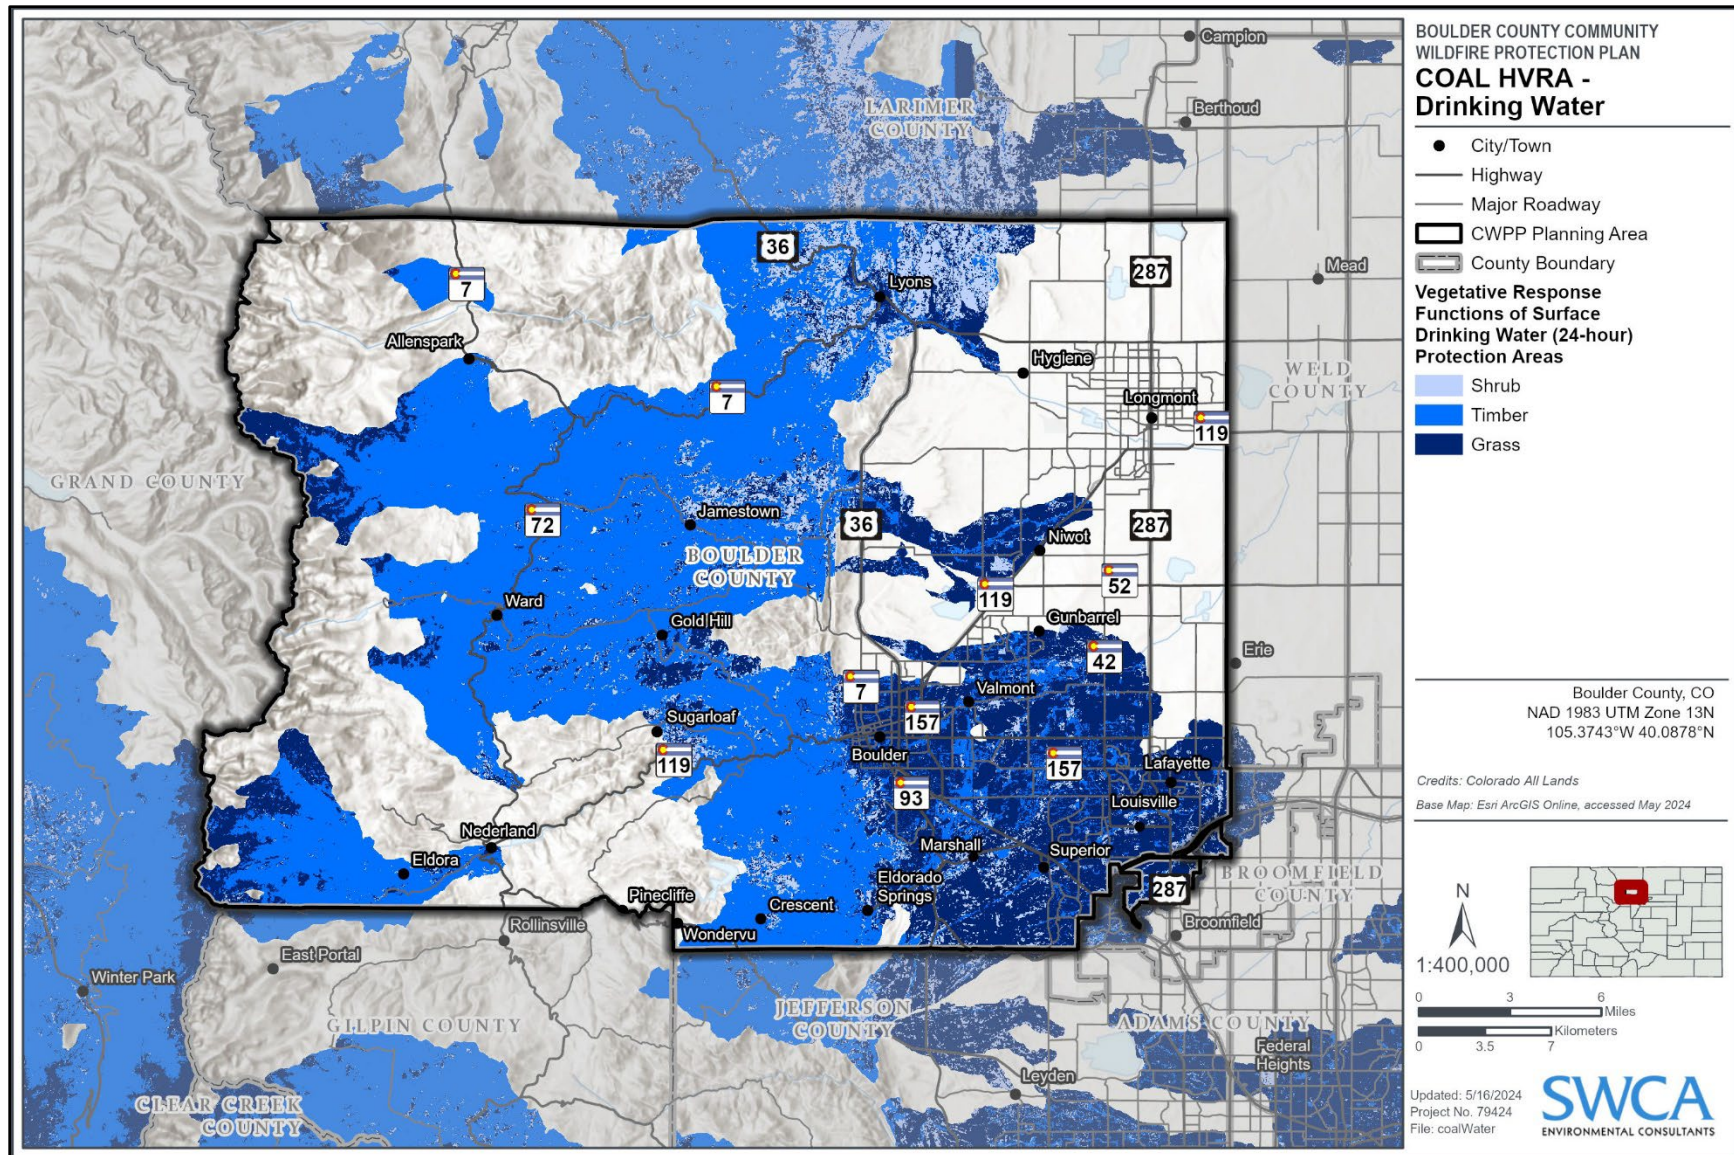 Campion
Berthoud
LARIMER
COUNTY
36
287
Mead
7
Lyons
Allenspark
Hygiene
WELD
COUNTY
7
Longmont
119
GRAND COUNTY
72
Jamestown
36
287
Niwot
BOULDER
COUNTY
52
119
Ward
Gold Hill
Gunbarrel
42
Erie
7
Valmont
157
Sugarloaf
Boulder
119
157
Lafayette
93
Louisville
Nederland
Marshall
Superior
Eldora
Eldorado
Springs
287
BROOMFIELD
COUNTY
Pinecliffe
Crescent
Rollinsville
Wondervu
Broomfield
East Portal
Winter Park
JEFFERSON
COUNTY
GILPIN COUNTY
ADAMS COUNTY
Federal
Heights
Leyden
CLEAR CREEK
COUNTY
BOULDER COUNTY COMMUNITY
WILDFIRE PROTECTION PLAN
COAL HVRA -
Drinking Water
City/Town
Highway
Major Roadway
CWPP Planning Area
County Boundary
Vegetative Response
Functions of Surface
Drinking Water (24-hour)
Protection Areas
Shrub
Timber
Grass
Boulder County, CO
NAD 1983 UTM Zone 13N
105.3743°W 40.0878°N
Credits: Colorado All Lands
Base Map: Esri ArcGIS Online, accessed May 2024
N
1:400,000
0 3 6
Miles
Kilometers
0 3.5 7
Updated: 5/16/2024
Project No. 79424
File: coalWater
SWCA
ENVIRONMENTAL CONSULTANTS